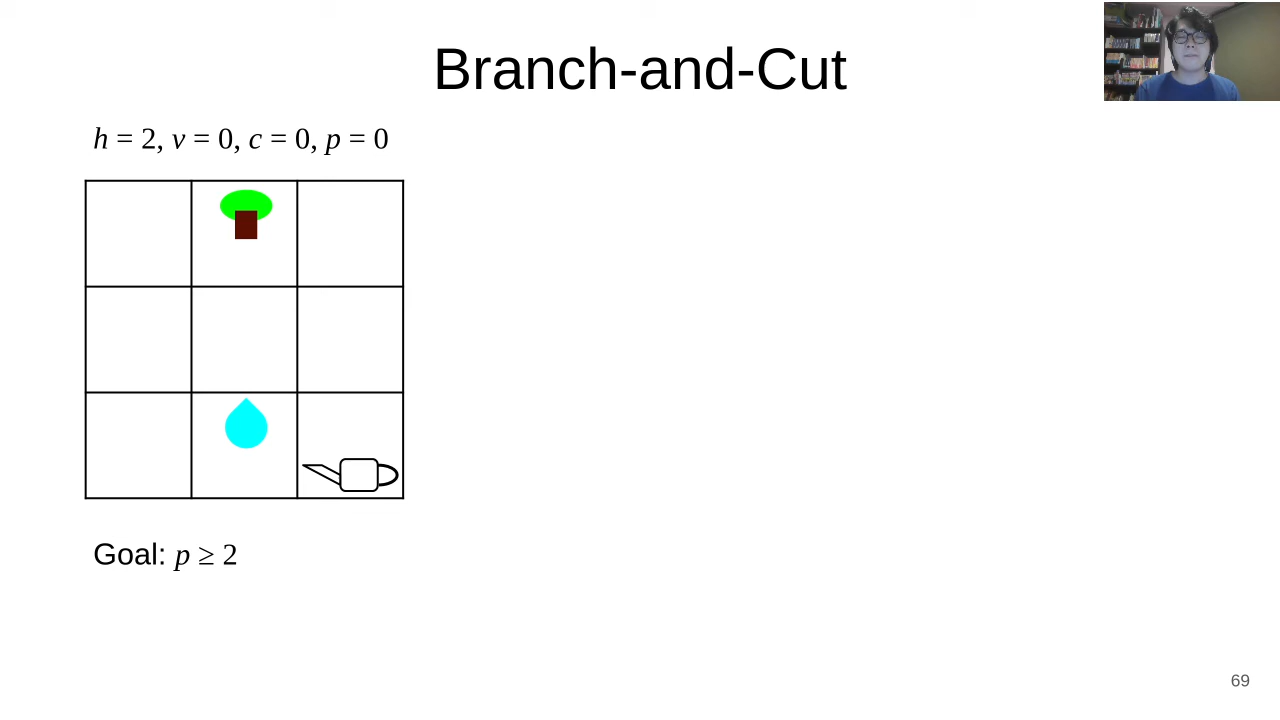 Branch-and-Cut
h = 2, v = 0, c = 0, p = 0
Goal: p ≥ 2
69